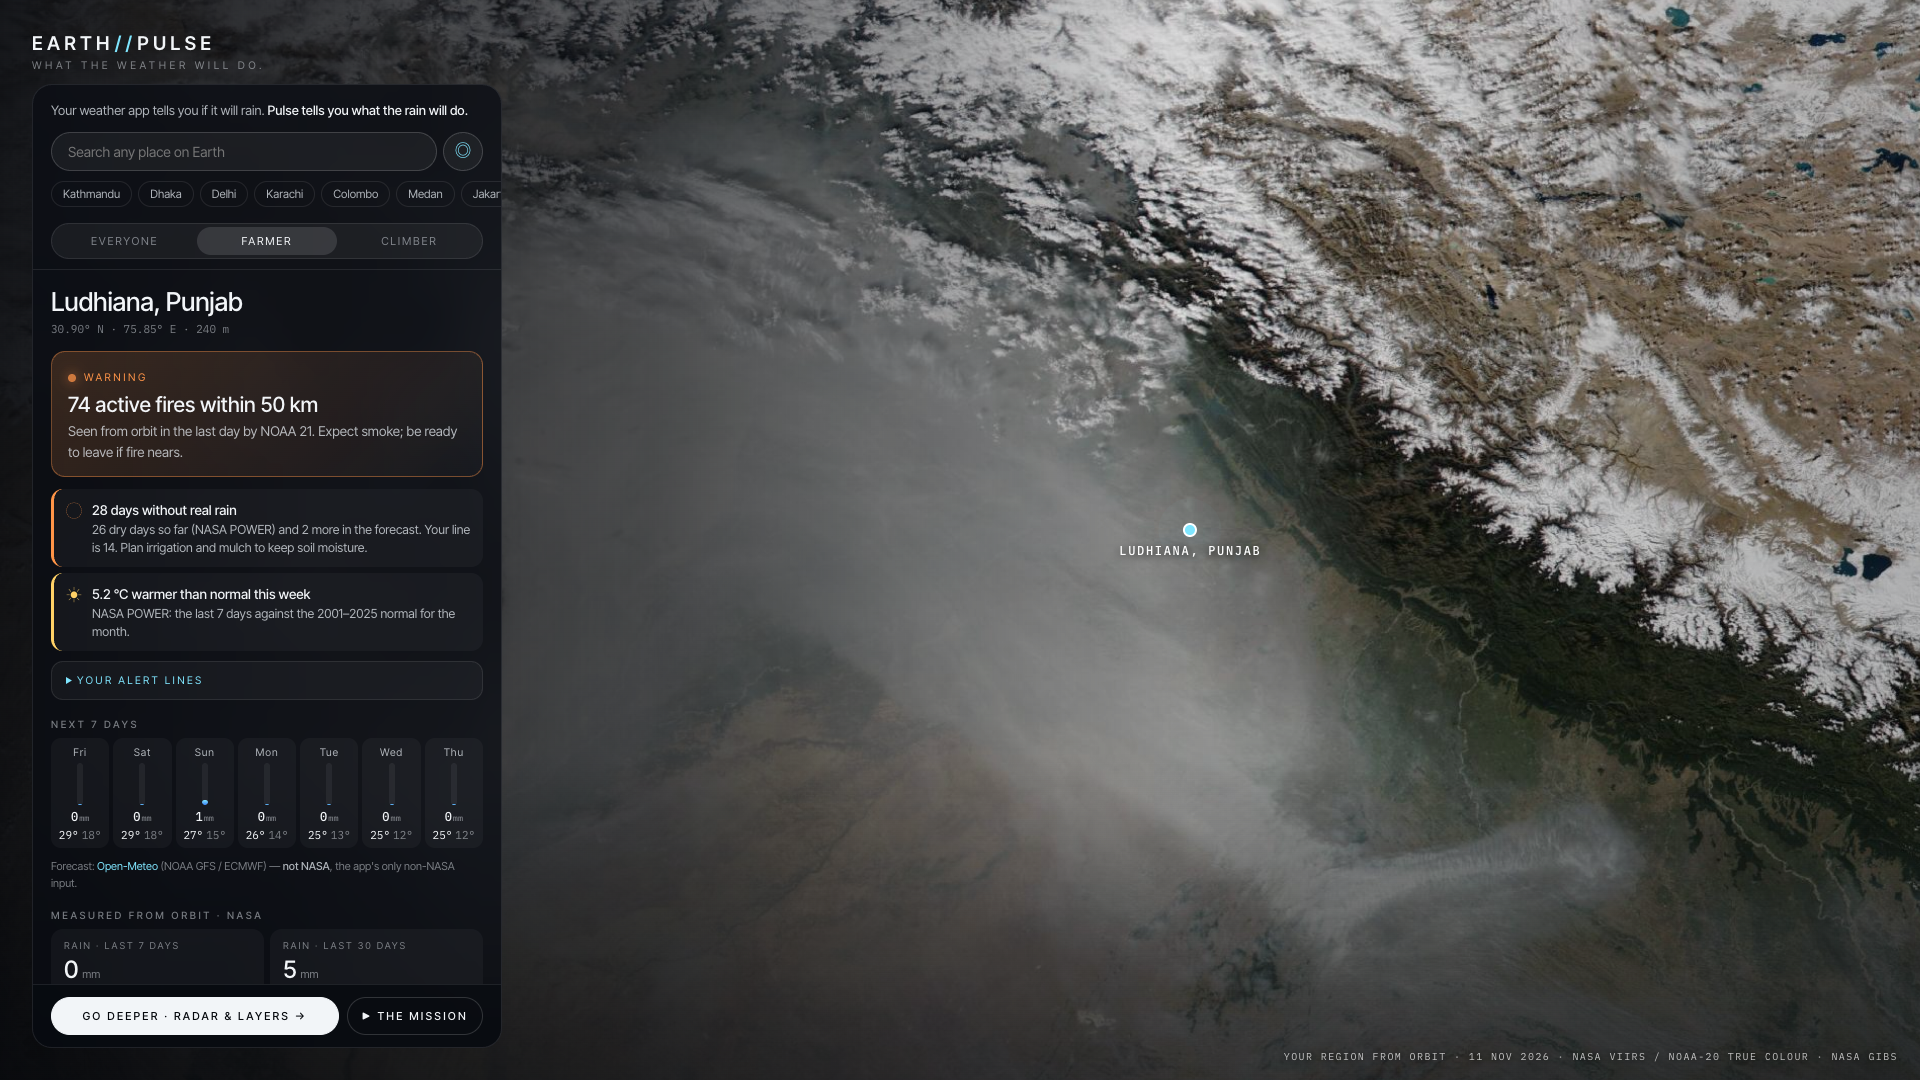 EARTH//PULSE
WHAT THE WEATHER WILL DO.
Your weather app tells you if it will rain. Pulse tells you what the rain will do.
Search any place on Earth
Kathmandu Dhaka Delhi Karachi Colombo Medan Jakar
EVERYONE FARMER CLIMBER
Ludhiana, Punjab
30.90° N · 75.85° E · 240 m
WARNING
74 active fires within 50 km
Seen from orbit in the last day by NOAA 21. Expect smoke; be ready
to leave if fire nears.
28 days without real rain
26 dry days so far (NASA POWER) and 2 more in the forecast. Your line
is 14. Plan irrigation and mulch to keep soil moisture.
5.2 °C warmer than normal this week
NASA POWER: the last 7 days against the 2001–2025 normal for the
month.
YOUR ALERT LINES
NEXT 7 DAYS
Fri Sat Sun Mon Tue Wed Thu
0mm 0mm 1mm 0mm 0mm 0mm 0mm
29° 18° 29° 18° 27° 15° 26° 14° 25° 13° 25° 12° 25° 12°
Forecast: Open-Meteo (NOAA GFS / ECMWF) — not NASA, the app's only non-NASA
input.
MEASURED FROM ORBIT · NASA
RAIN · LAST 7 DAYS RAIN · LAST 30 DAYS
0 mm 5 mm
GO DEEPER · RADAR & LAYERS → ▶ THE MISSION
LUDHIANA, PUNJAB
YOUR REGION FROM ORBIT · 11 NOV 2026 · NASA VIIRS / NOAA-20 TRUE COLOUR · NASA GIBS